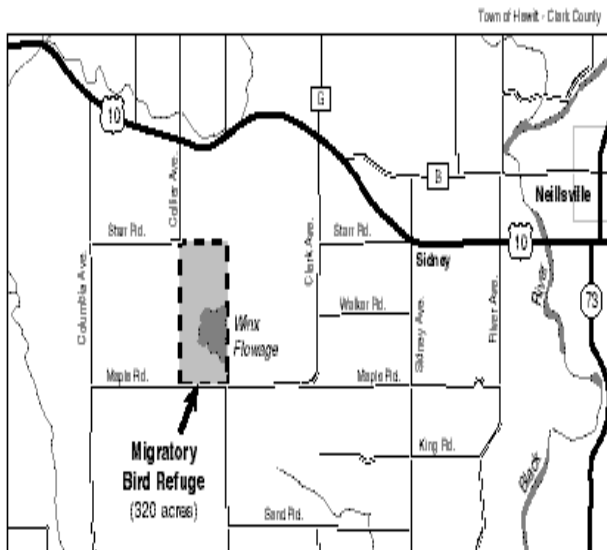 Town of Hewitt - Clark County
10
G
B
Neillsville
Collier Ave.
Starr Rd.
Starr Rd.
10
Sidney
Columbia Ave.
Clark Ave.
River
73
Winx
Flowage
Walker Rd.
Sidney Ave.
River Ave.
Maple Rd.
Maple Rd.
Migratory
Bird Refuge
(320 acres)
King Rd.
Black
Sand Rd.